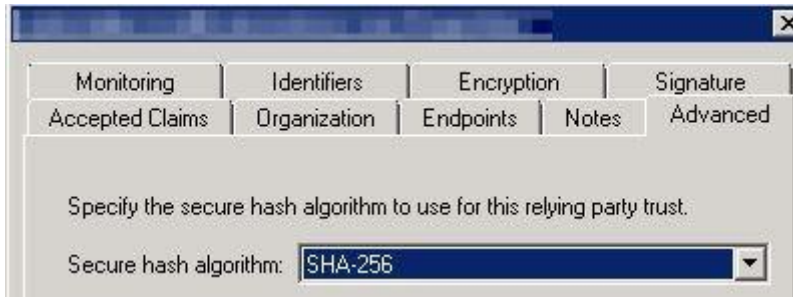 Monitoring Identifiers Encryption Signature
Accepted Claims Organization Endpoints Notes Advanced
Specify the secure hash algorithm to use for this relying party trust.
Secure hash algorithm: SHA-256